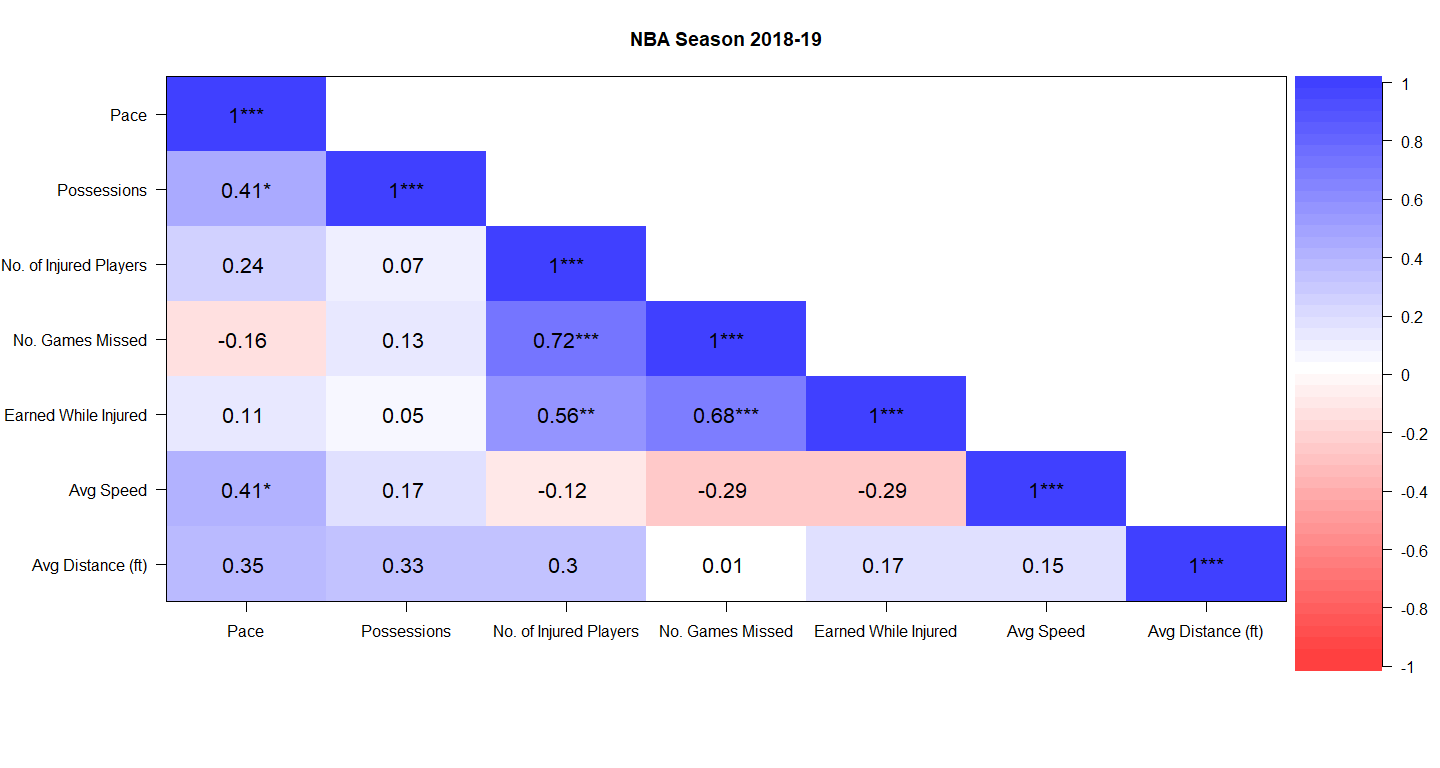 NBA Season 2018-19
Pace 1*** 1
Possessions 0.41* 1*** 0.8
No. of Injured Players 0.24 0.07 1*** 0.6
No. Games Missed -0.16 0.13 0.72*** 1*** 0.4
0.2
0
Earned While Injured 0.11 0.05 0.56** 0.68*** 1*** -0.2
Avg Speed 0.41* 0.17 -0.12 -0.29 -0.29 1*** -0.4
Avg Distance (ft) 0.35 0.33 0.3 0.01 0.17 0.15 1*** -0.6
-0.8
Pace Possessions No. of Injured Players No. Games Missed Earned While Injured Avg Speed Avg Distance (ft)
-1